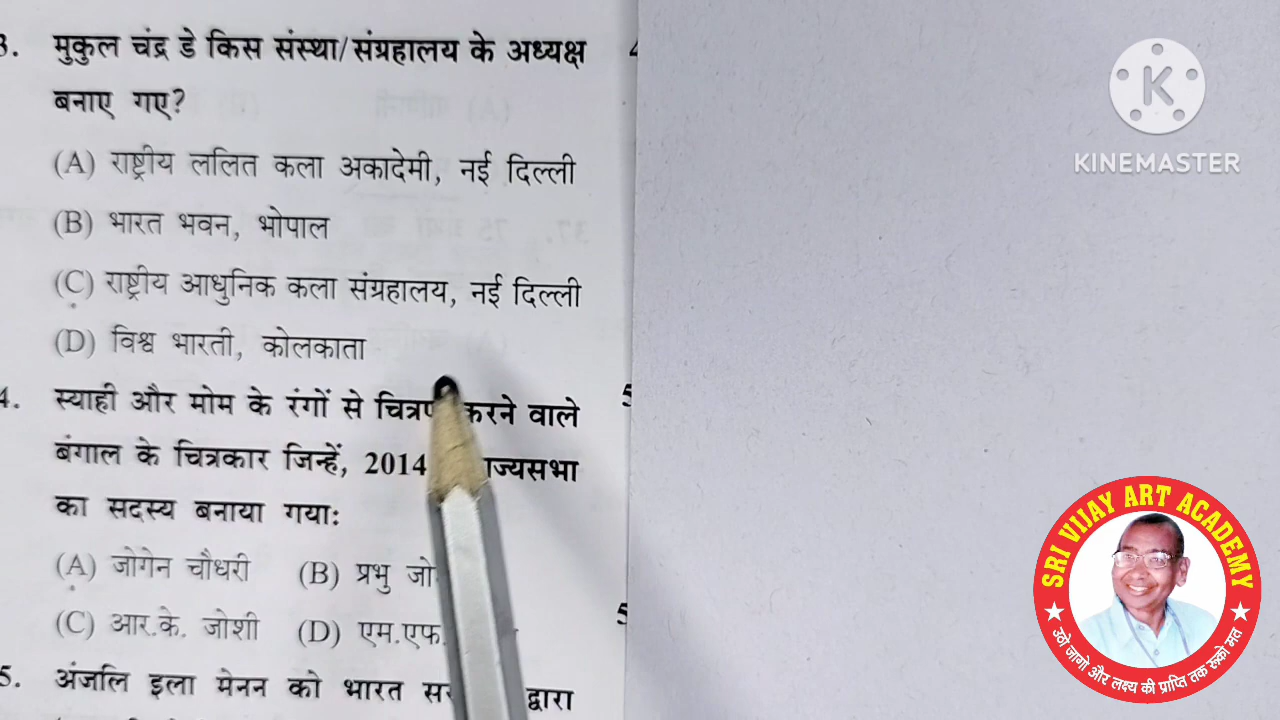 3. मुकुल चंद्र डे किस संस्था/संग्रहालय के अध्यक्ष
बनाए गए?
(A) राष्ट्रीय ललित कला अकादेमी, नई दिल्ली
(B) भारत भवन, भोपाल
(C) राष्ट्रीय आधुनिक कला संग्रहालय, नई दिल्ली
(D) विश्व भारती, कोलकाता
4. स्याही और मोम के रंगों से करने वाले
बंगाल के चित्रकार जिन्हें, 2014
का सदस्य बनाया गयाः
(A) जोगेन चौधरी (B) प्रभु
(C) आर.के. जोशी (D) एम.एफ.
5. अंजलि इला मेनन को भारत द्वारा
K
KINEMASTER
SRI VIJAY ART ACADEMY
उठो जागो और लक्ष्य की प्राप्ति तक रूको मत